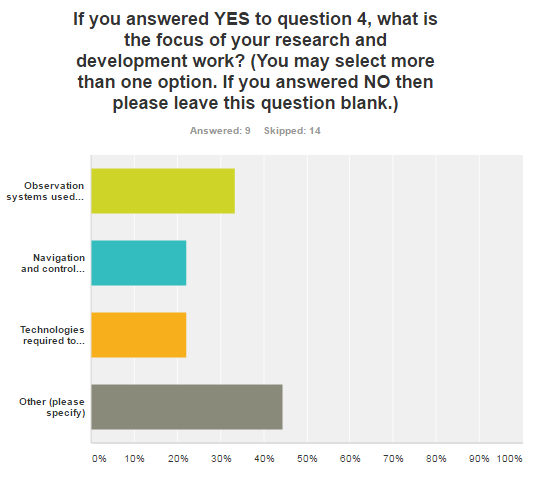 If you answered YES to question 4, what is
the focus of your research and
development work? (You may select more
than one option. If you answered NO then
please leave this question blank.)
Answered: 9 Skipped: 14
Observation
systems used...
Navigation
and control...
Technologies
required to...
Other (please
specify)
0% 10% 20% 30% 40% 50% 60% 70% 80% 90% 100%